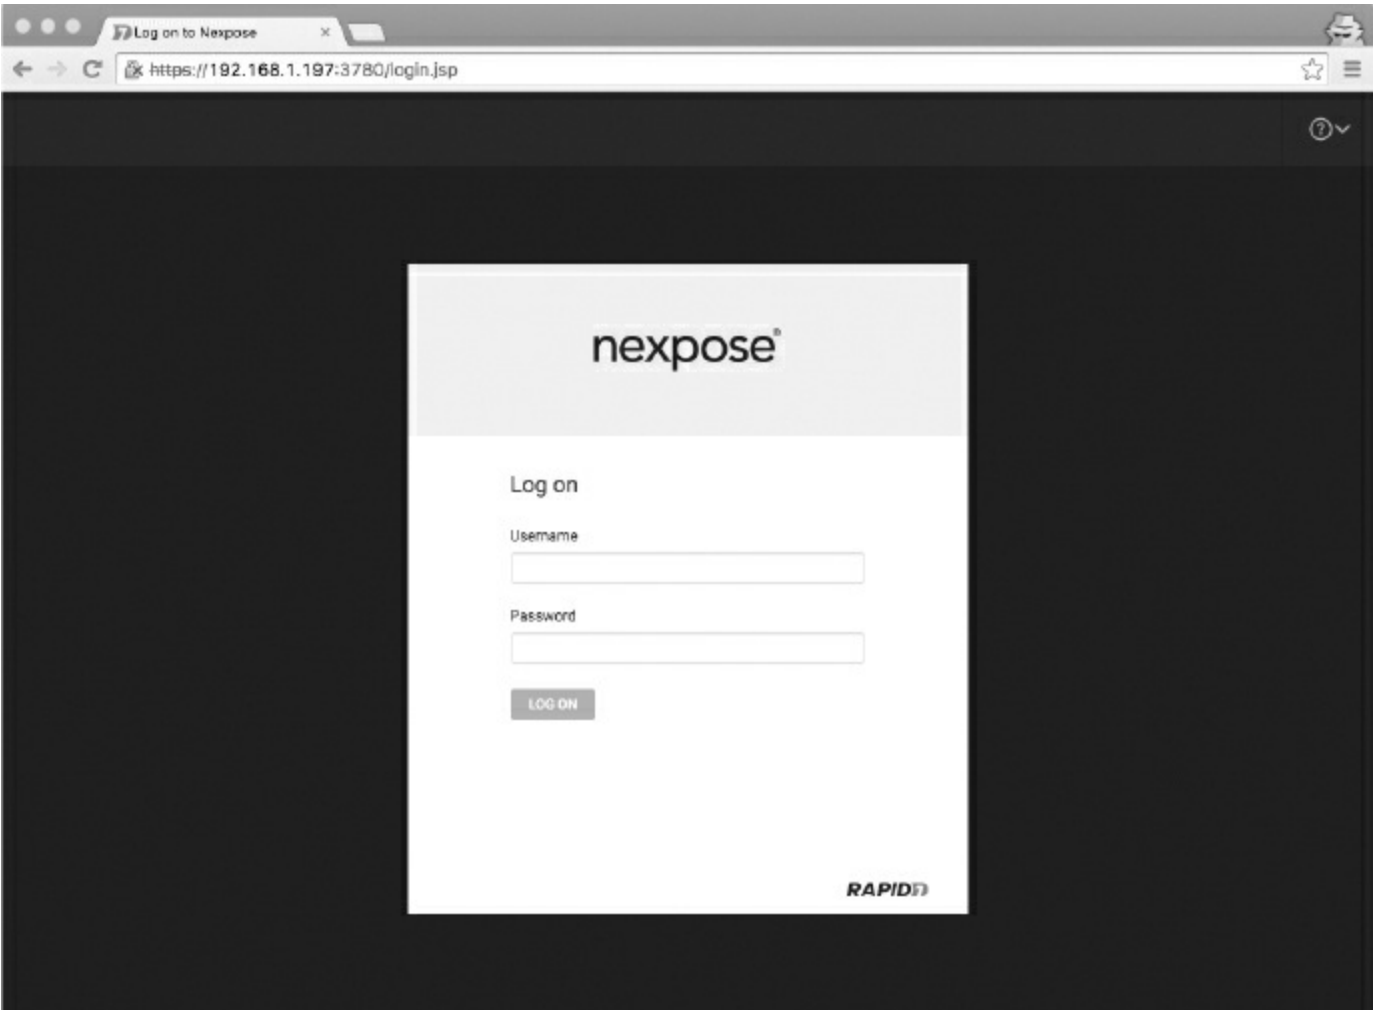 Log on to Nexpose
https://192.168.1.197:3780/login.jsp
nexpose®
Log on
Username
Password
LOG ON
RAPID7